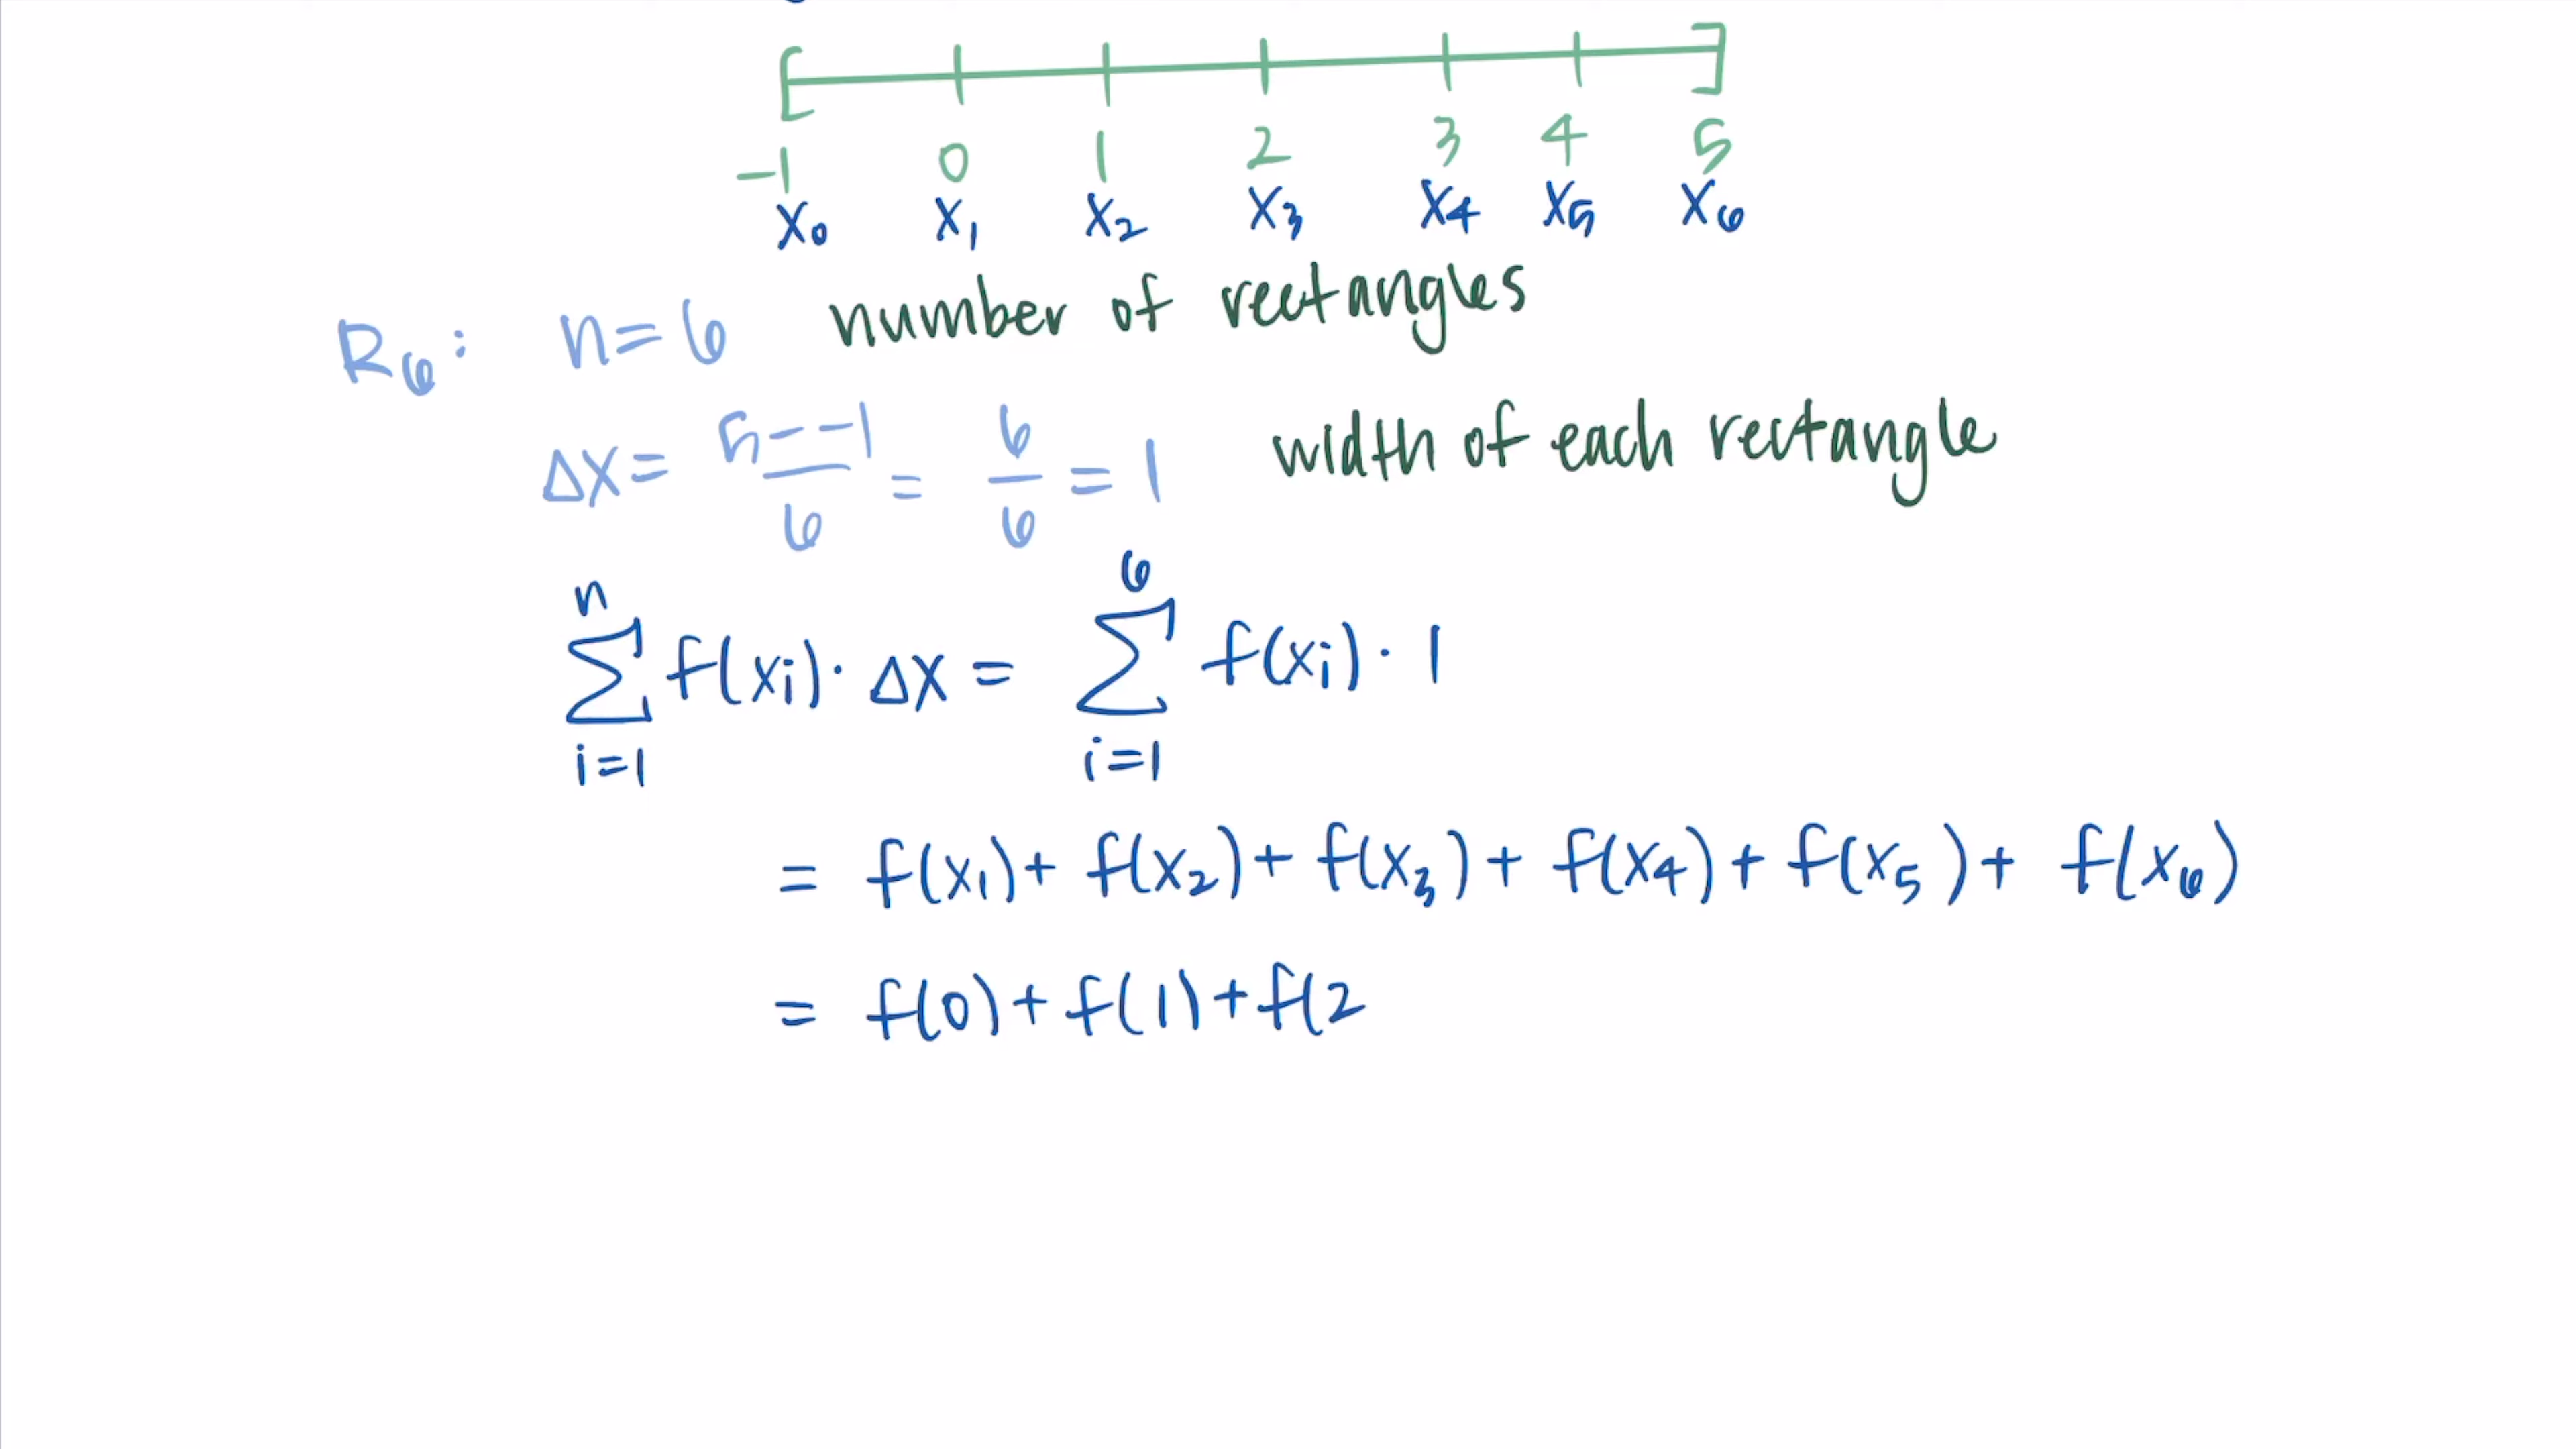 -1 0 1 2 3 4 5
x₀ x₁ x₂ x₃ x₄ x₅ x₆
R₆: n=6 number of rectangles
Δx = (5--1)/6 = 6/6 = 1 width of each rectangle
n 6
Σ f(xᵢ)·Δx = Σ f(xᵢ)·1
i=1 i=1
= f(x₁)+ f(x₂)+ f(x₃)+ f(x₄)+ f(x₅)+ f(x₆)
= f(0)+f(1)+f(2